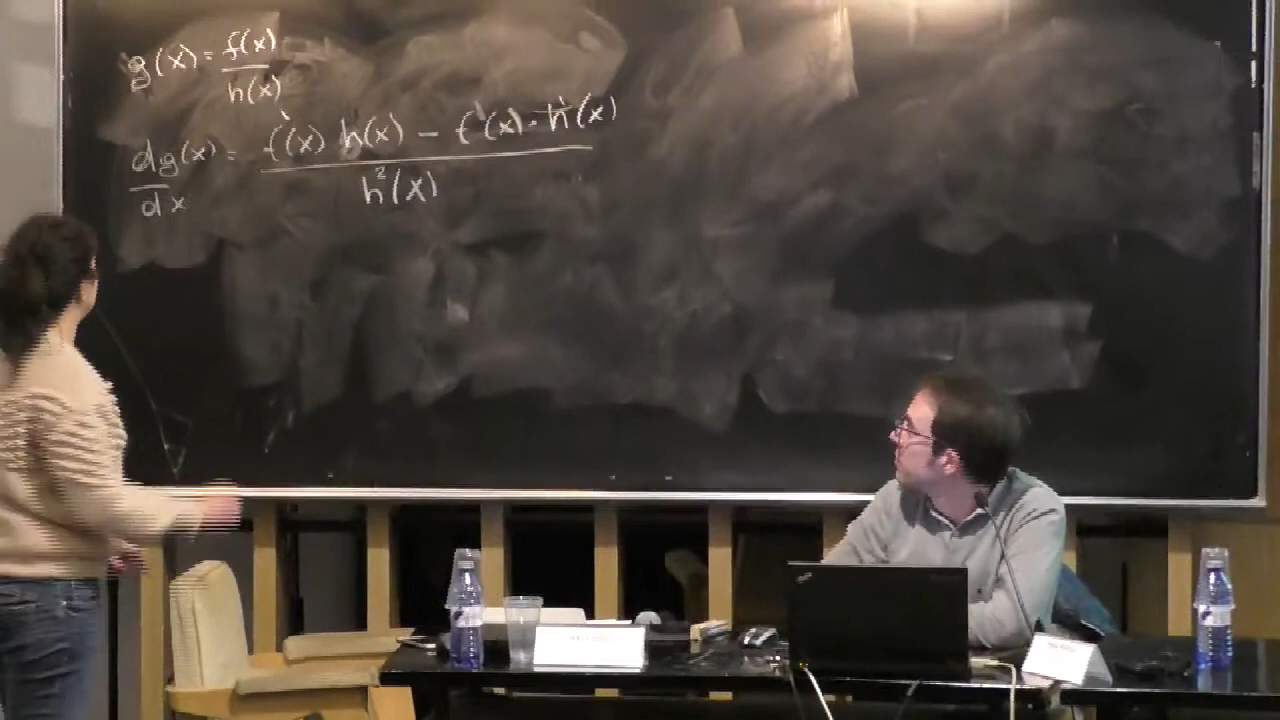 g(x) = f(x)
h(x)
dg(x) = f'(x) h(x) - f'(x) · h'(x)
dx h²(x)